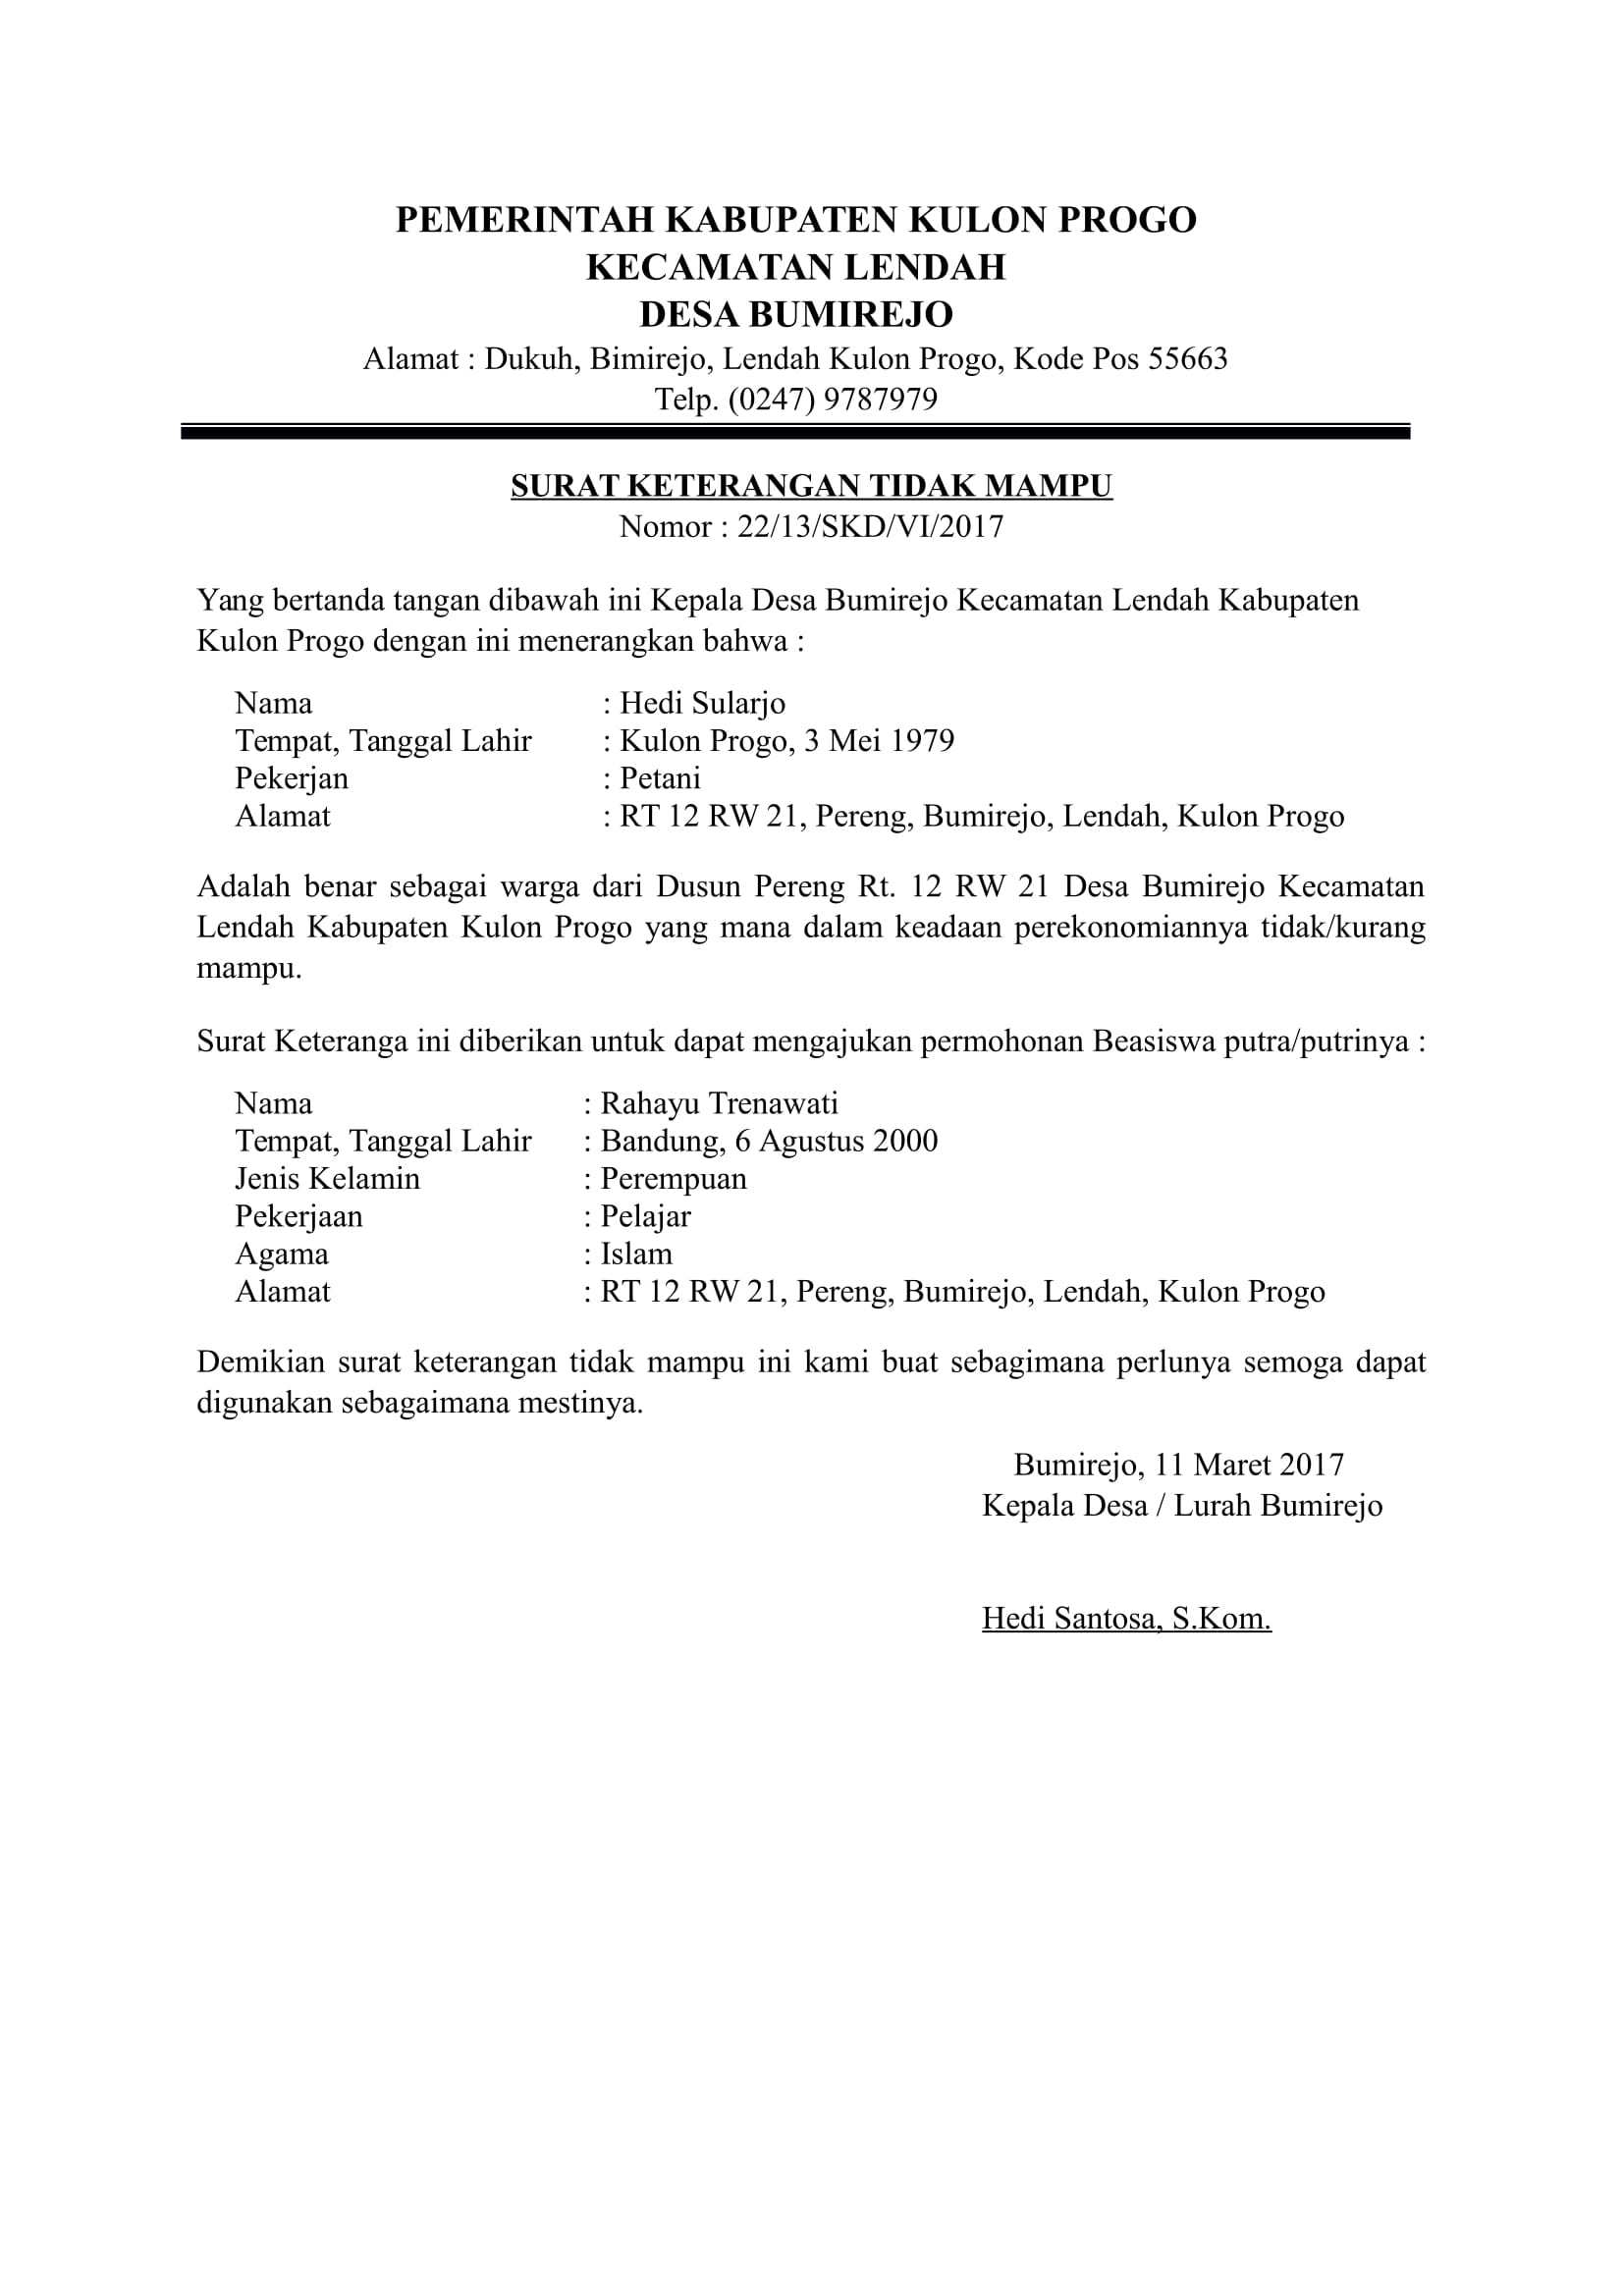 PEMERINTAH KABUPATEN KULON PROGO
KECAMATAN LENDAH
DESA BUMIREJO
Alamat : Dukuh, Bimirejo, Lendah Kulon Progo, Kode Pos 55663
Telp. (0247) 9787979
SURAT KETERANGAN TIDAK MAMPU
Nomor : 22/13/SKD/VI/2017
Yang bertanda tangan dibawah ini Kepala Desa Bumirejo Kecamatan Lendah Kabupaten
Kulon Progo dengan ini menerangkan bahwa :
Nama : Hedi Sularjo
Tempat, Tanggal Lahir : Kulon Progo, 3 Mei 1979
Pekerjan : Petani
Alamat : RT 12 RW 21, Pereng, Bumirejo, Lendah, Kulon Progo
Adalah benar sebagai warga dari Dusun Pereng Rt. 12 RW 21 Desa Bumirejo Kecamatan
Lendah Kabupaten Kulon Progo yang mana dalam keadaan perekonomiannya tidak/kurang
mampu.
Surat Keteranga ini diberikan untuk dapat mengajukan permohonan Beasiswa putra/putrinya :
Nama : Rahayu Trenawati
Tempat, Tanggal Lahir : Bandung, 6 Agustus 2000
Jenis Kelamin : Perempuan
Pekerjaan : Pelajar
Agama : Islam
Alamat : RT 12 RW 21, Pereng, Bumirejo, Lendah, Kulon Progo
Demikian surat keterangan tidak mampu ini kami buat sebagimana perlunya semoga dapat
digunakan sebagaimana mestinya.
Bumirejo, 11 Maret 2017
Kepala Desa / Lurah Bumirejo
Hedi Santosa, S.Kom.